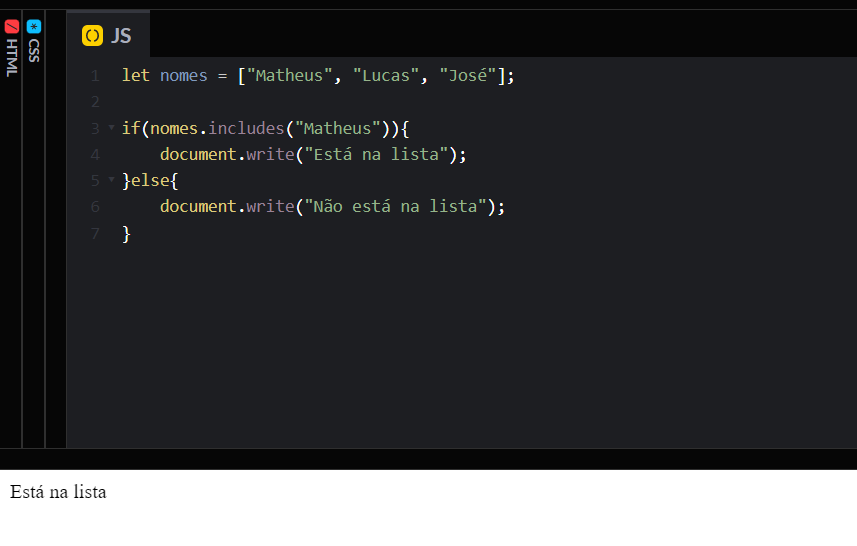 HTML
CSS
JS
1 let nomes = ["Matheus", "Lucas", "José"];
2
3 if(nomes.includes("Matheus")){
4     document.write("Está na lista");
5 }else{
6     document.write("Não está na lista");
7 }
Está na lista